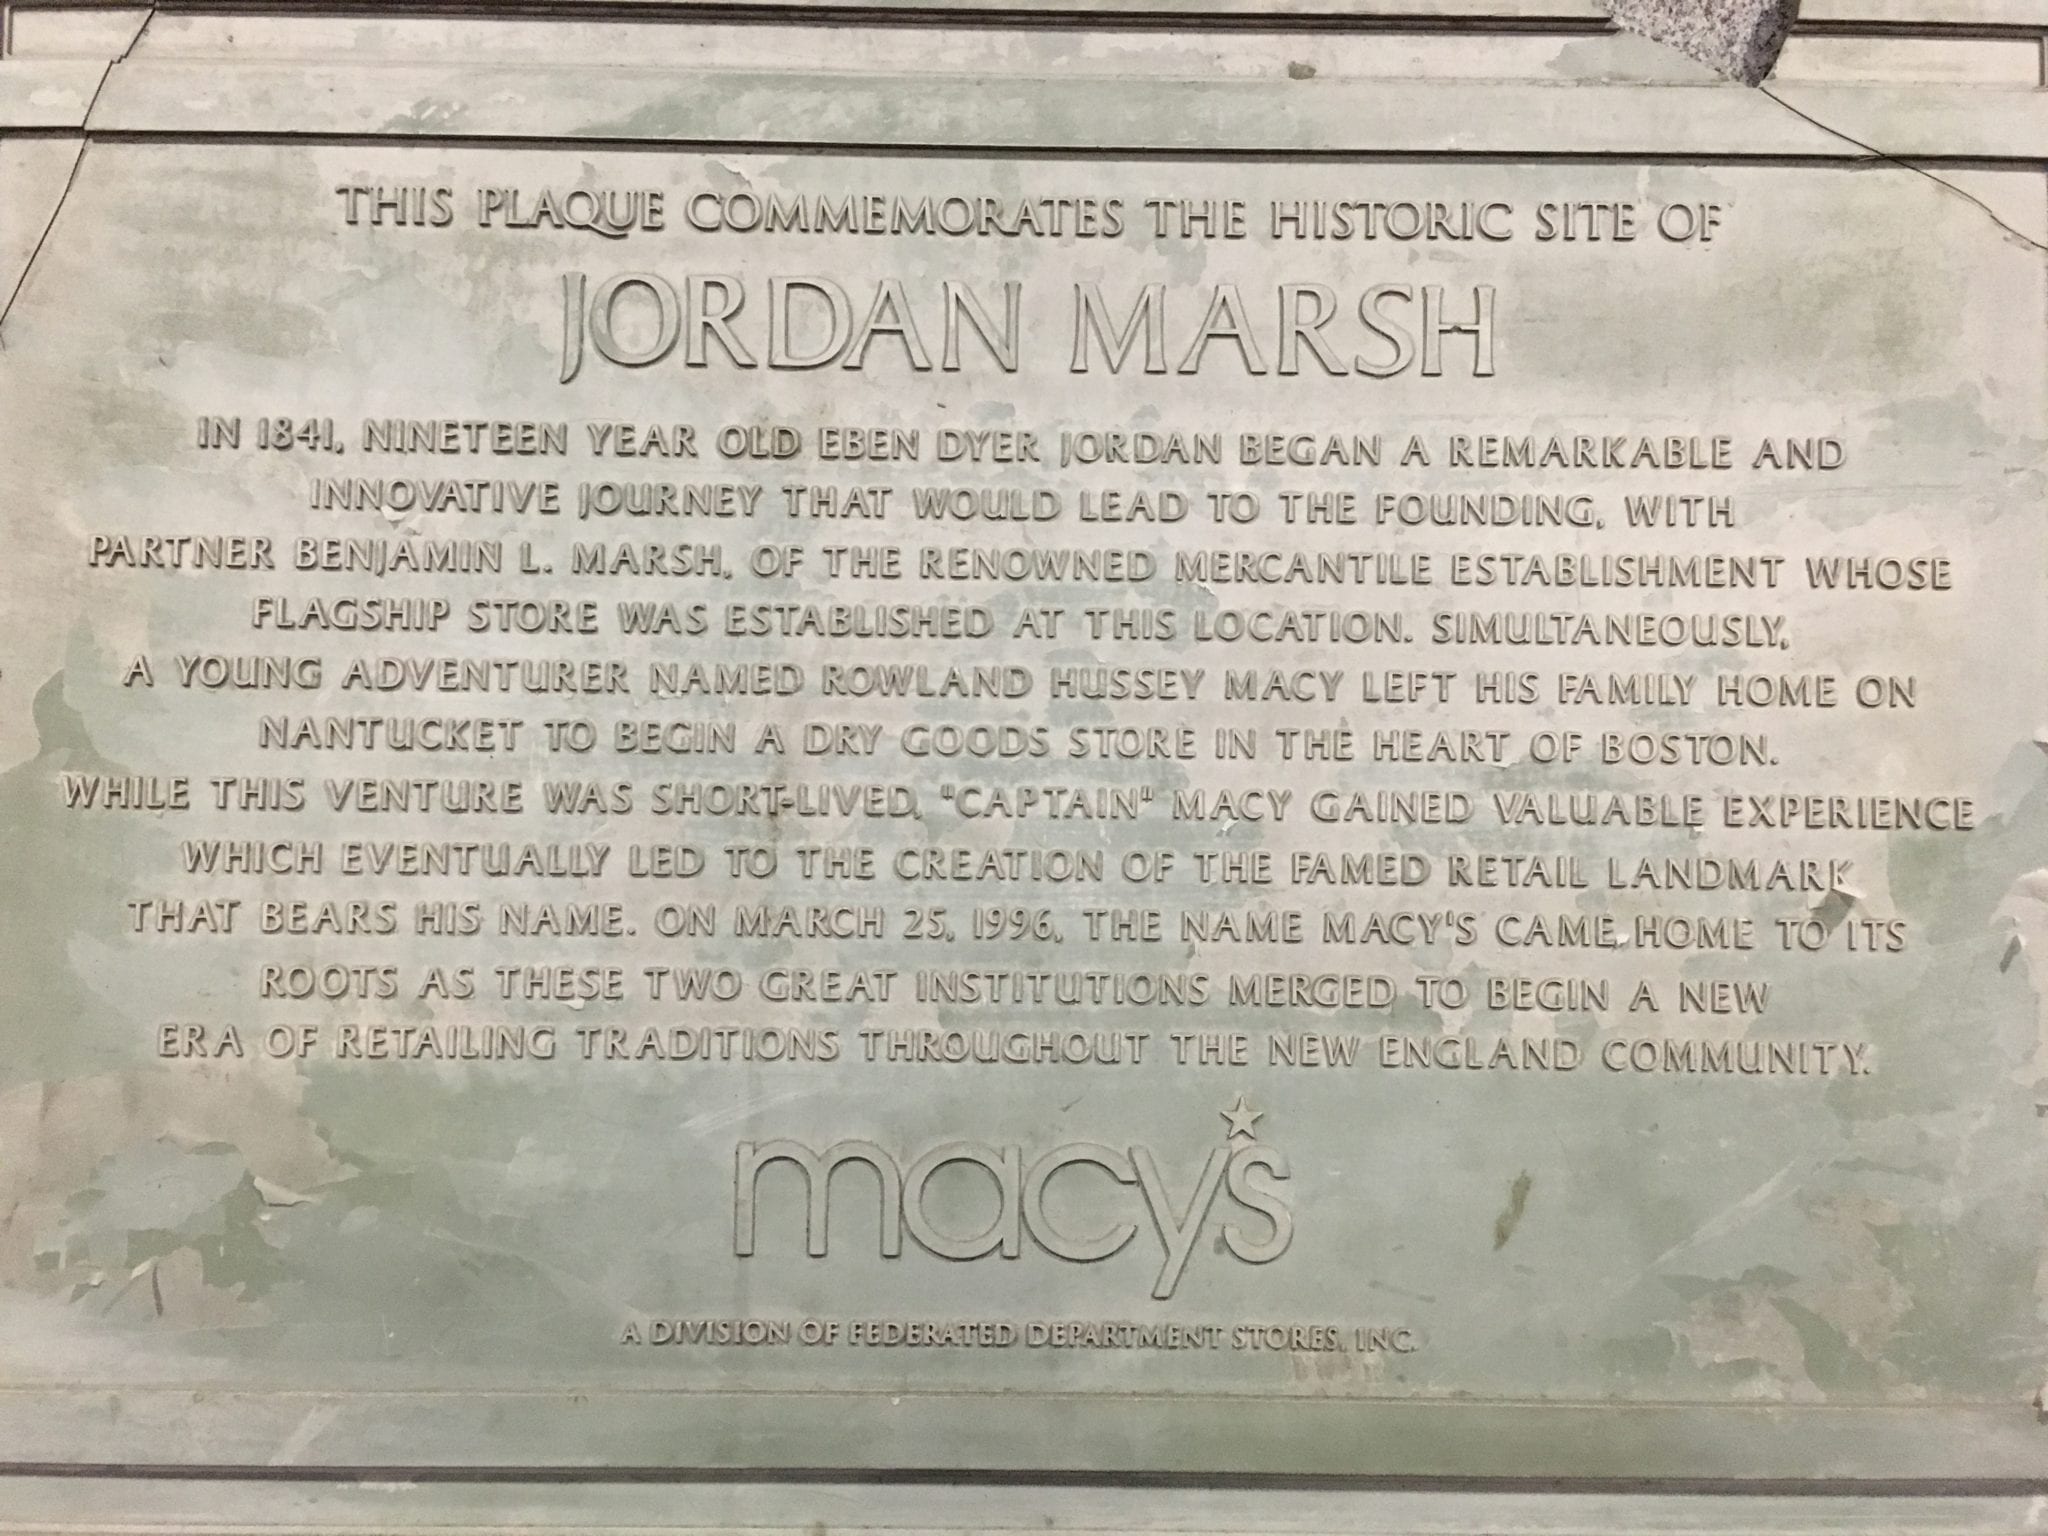 THIS PLAQUE COMMEMORATES THE HISTORIC SITE OF
JORDAN MARSH
IN 1841, NINETEEN YEAR OLD EBEN DYER JORDAN BEGAN A REMARKABLE AND
INNOVATIVE JOURNEY THAT WOULD LEAD TO THE FOUNDING, WITH
PARTNER BENJAMIN L. MARSH, OF THE RENOWNED MERCANTILE ESTABLISHMENT WHOSE
FLAGSHIP STORE WAS ESTABLISHED AT THIS LOCATION. SIMULTANEOUSLY,
A YOUNG ADVENTURER NAMED ROWLAND HUSSEY MACY LEFT HIS FAMILY HOME ON
NANTUCKET TO BEGIN A DRY GOODS STORE IN THE HEART OF BOSTON.
WHILE THIS VENTURE WAS SHORT-LIVED, "CAPTAIN" MACY GAINED VALUABLE EXPERIENCE
WHICH EVENTUALLY LED TO THE CREATION OF THE FAMED RETAIL LANDMARK
THAT BEARS HIS NAME. ON MARCH 25, 1996, THE NAME MACY'S CAME HOME TO ITS
ROOTS AS THESE TWO GREAT INSTITUTIONS MERGED TO BEGIN A NEW
ERA OF RETAILING TRADITIONS THROUGHOUT THE NEW ENGLAND COMMUNITY.
macy's
A DIVISION OF FEDERATED DEPARTMENT STORES, INC.